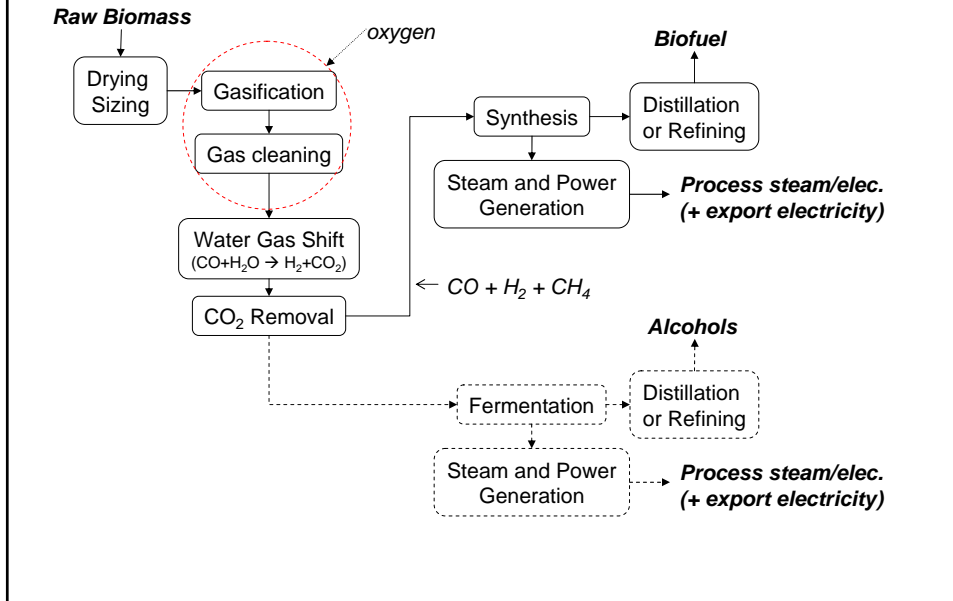 Raw Biomass
oxygen
Drying
Sizing
Gasification
Gas cleaning
Water Gas Shift
(CO+H₂O → H₂+CO₂)
CO₂ Removal
Biofuel
Synthesis
Distillation
or Refining
Steam and Power
Generation
Process steam/elec.
(+ export electricity)
CO + H₂ + CH₄
Alcohols
Fermentation
Distillation
or Refining
Steam and Power
Generation
Process steam/elec.
(+ export electricity)